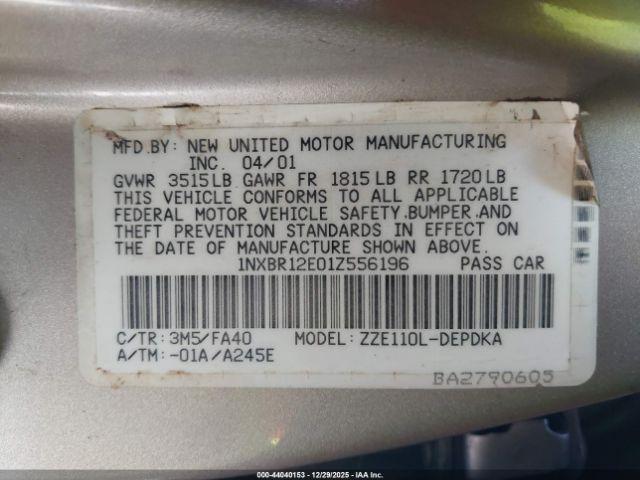 MFD.BY: NEW UNITED MOTOR MANUFACTURING
INC. 04/01
GVWR 3515LB GAWR FR 1815LB RR 1720LB
THIS VEHICLE CONFORMS TO ALL APPLICABLE
FEDERAL MOTOR VEHICLE SAFETY,BUMPER,AND
THEFT PREVENTION STANDARDS IN EFFECT ON
THE DATE OF MANUFACTURE SHOWN ABOVE.
1NXBR12E01Z556196 PASS CAR
C/TR: 3M5/FA40 MODEL: ZZE110L-DEPDKA
A/TM: -01A/A245E
BA2790605
000-44040153 - 12/29/2025 - IAA Inc.